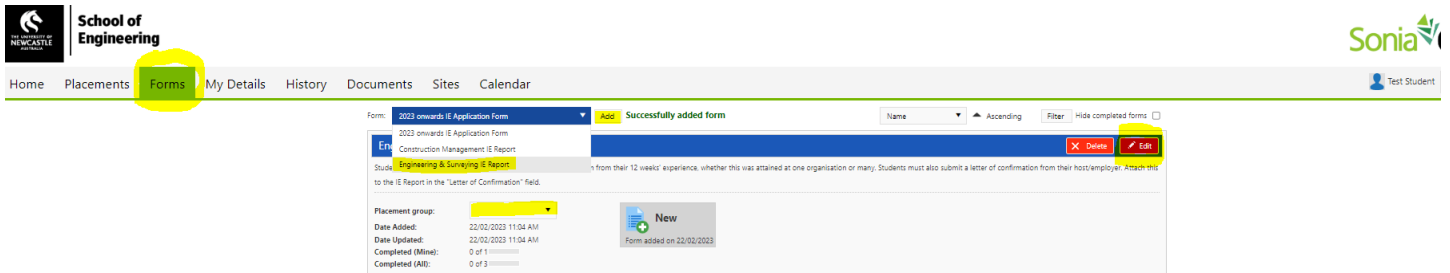 THE UNIVERSITY OF
NEWCASTLE
AUSTRALIA
School of
Engineering
Sonia
Home Placements Forms My Details History Documents Sites Calendar
Test Student
Form: 2023 onwards IE Application Form Add Successfully added form Name Ascending Filter Hide completed forms
2023 onwards IE Application Form
Construction Management IE Report
Engineering & Surveying IE Report
Delete Edit
from their 12 weeks' experience, whether this was attained at one organisation or many. Students must also submit a letter of confirmation from their host/employer. Attach this
to the IE Report in the "Letter of Confirmation" field.
Placement group:
Date Added: 22/02/2023 11:04 AM
Date Updated: 22/02/2023 11:04 AM
Completed (Mine): 0 of 1
Completed (All): 0 of 3
New
Form added on 22/02/2023